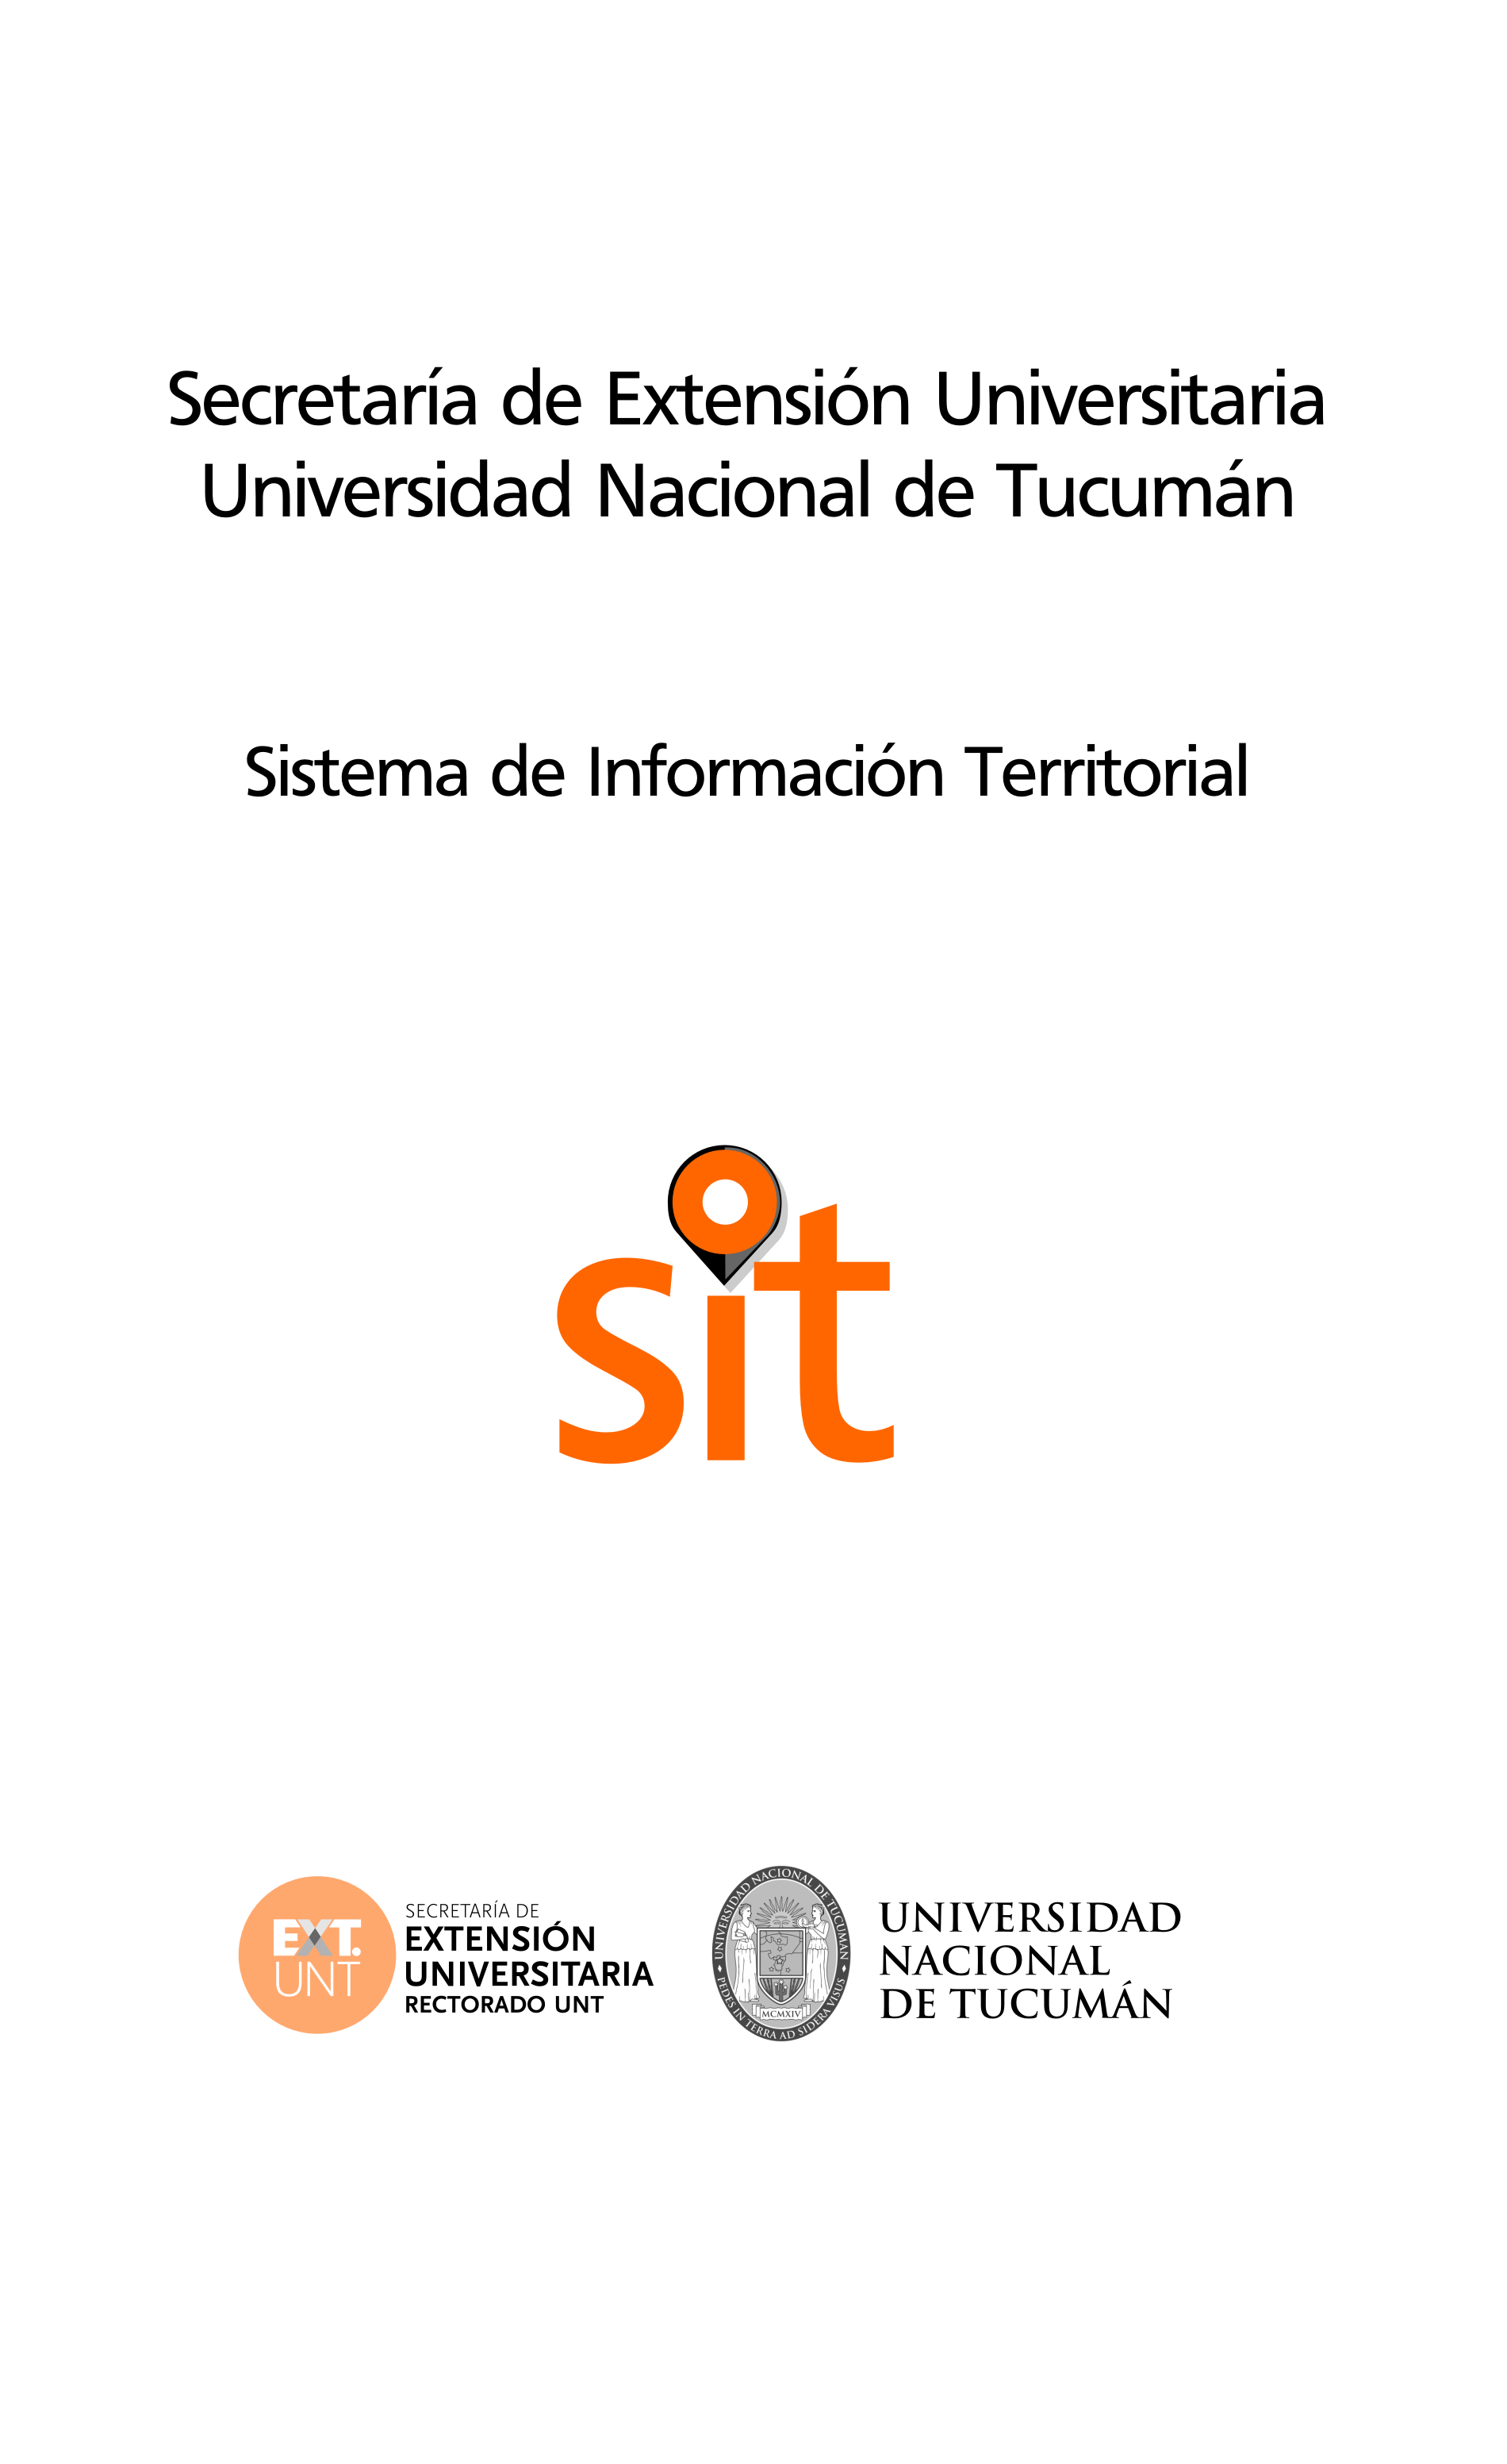 Secretaría de Extensión Universitaria
Universidad Nacional de Tucumán
Sistema de Información Territorial
sit
EXT.
UNT
SECRETARÍA DE
EXTENSIÓN
UNIVERSITARIA
RECTORADO UNT
UNIVERSIDAD NACIONAL DE TUCUMAN
PEDES IN TERRA AD SIDERA VISUS
MCMXIV
UNIVERSIDAD
NACIONAL
DE TUCUMÁN